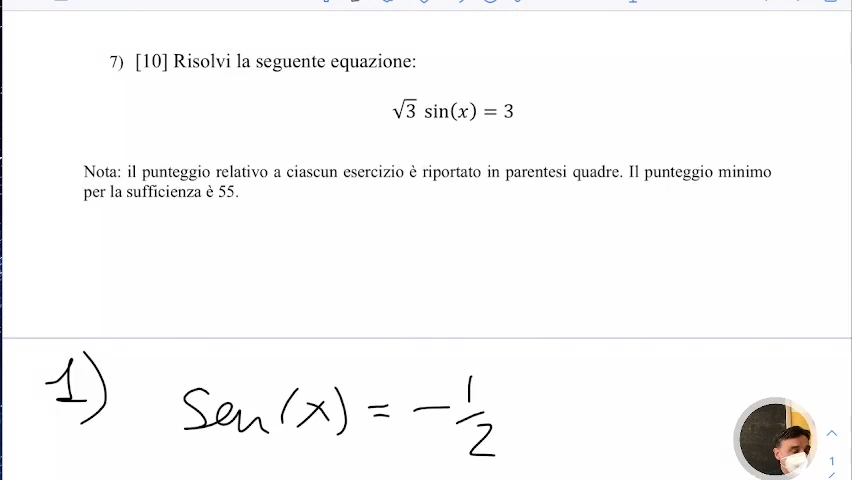 7) [10] Risolvi la seguente equazione:
√3 sin(x) = 3
Nota: il punteggio relativo a ciascun esercizio è riportato in parentesi quadre. Il punteggio minimo
per la sufficienza è 55.
1) Sen(x) = -1/2
1